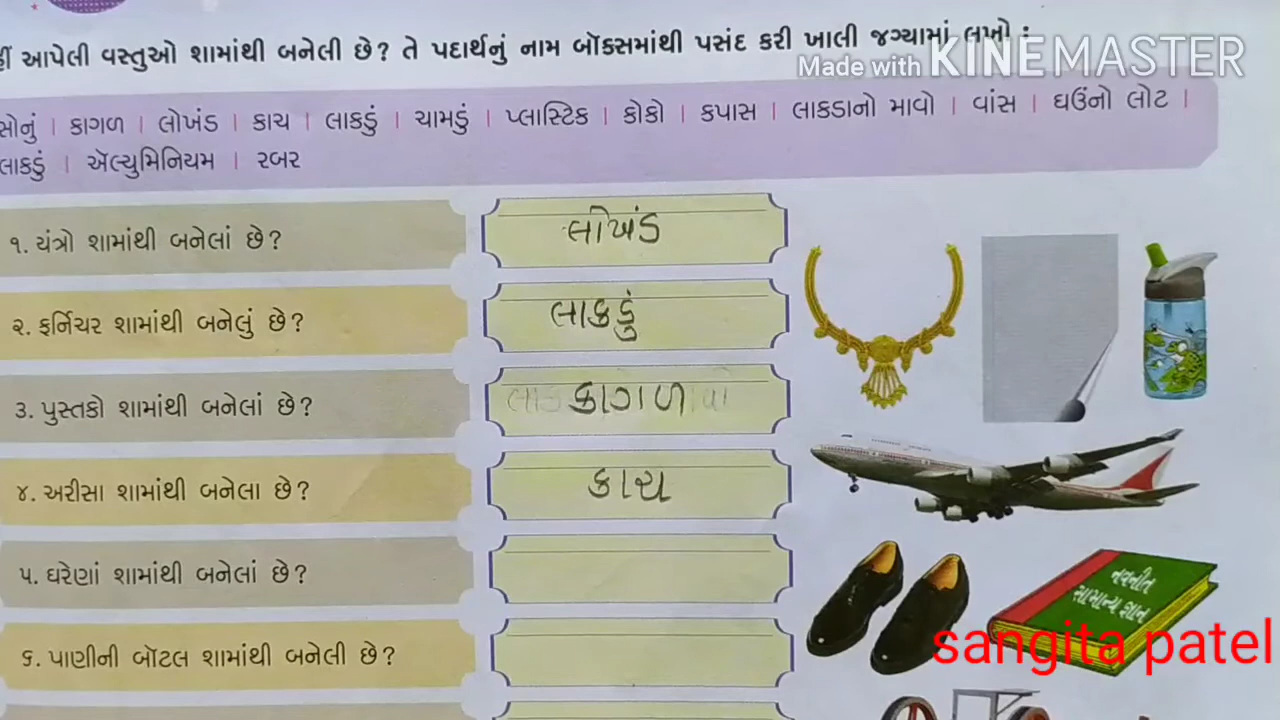 આપેલી વસ્તુઓ શામાંથી બનેલી છે? તે પદાર્થનું નામ બૉક્સમાંથી પસંદ કરી ખાલી જગ્યામાં લખો :
Made with KINEMASTER
સોનું | કાગળ | લોખંડ | કાચ | લાકડું | ચામડું | પ્લાસ્ટિક | કોકો | કપાસ | લાકડાનો માવો | વાંસ | ઘઉંનો લોટ |
લાકડું | ઍલ્યુમિનિયમ | રબર
૧. યંત્રો શામાંથી બનેલાં છે? લોખંડ
૨. ફર્નિચર શામાંથી બનેલું છે? લાકડું
૩. પુસ્તકો શામાંથી બનેલાં છે? કાગળ
૪. અરીસા શામાંથી બનેલા છે? કાચ
૫. ઘરેણાં શામાંથી બનેલાં છે?
૬. પાણીની બૉટલ શામાંથી બનેલી છે?
નવનીત
સામાન્ય જ્ઞાન
sangita patel